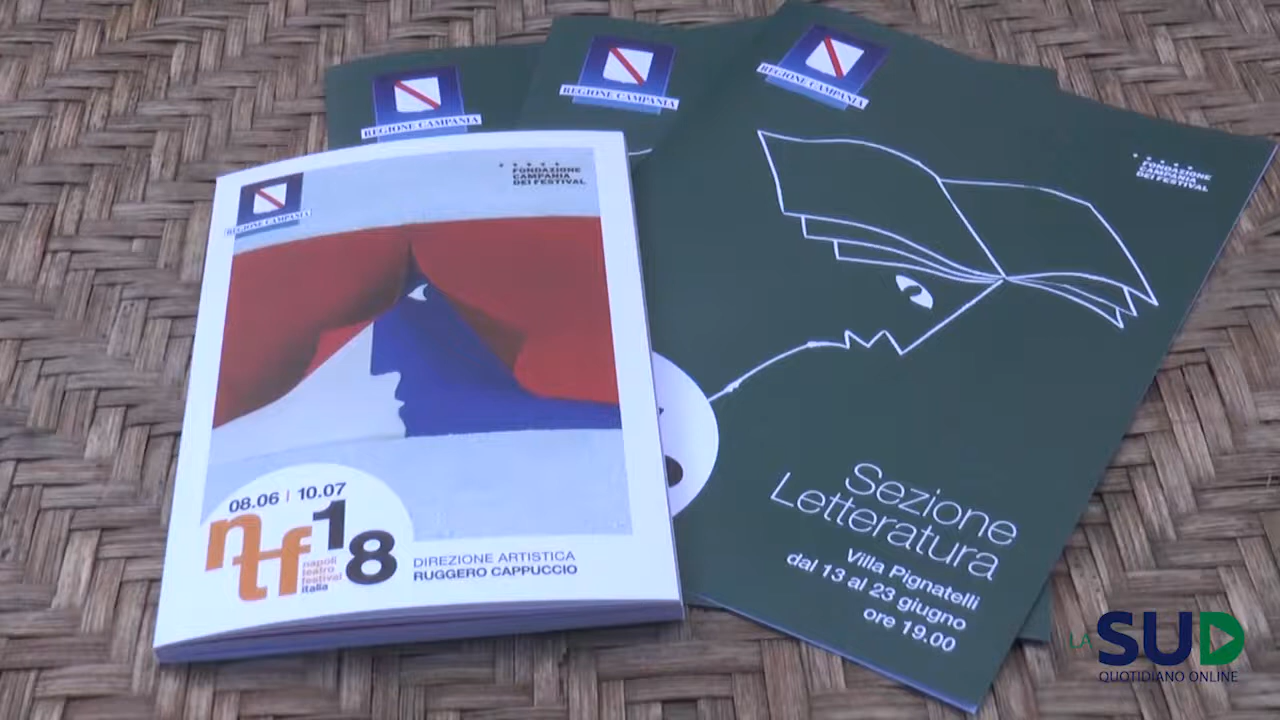 REGIONE CAMPANIA
REGIONE CAMPANIA
REGIONE CAMPANIA
FONDAZIONE
CAMPANIA
DEI FESTIVAL
Sezione
Letteratura
Villa Pignatelli
dal 13 al 23 giugno
ore 19.00
REGIONE CAMPANIA
FONDAZIONE
CAMPANIA
DEI FESTIVAL
08.06 | 10.07
ntf18
napoli
teatro
festival
italia
DIREZIONE ARTISTICA
RUGGERO CAPPUCCIO
LA SUD
QUOTIDIANO ONLINE